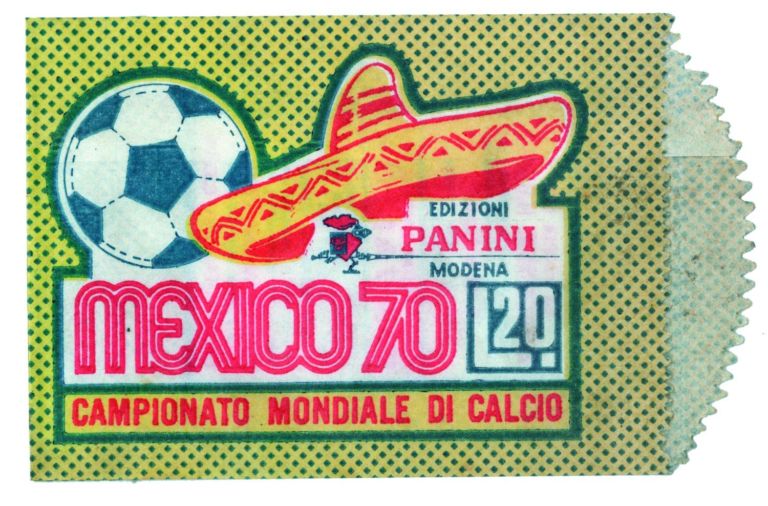 EDIZIONI
PANINI
MODENA
MEXICO 70 L.20.
CAMPIONATO MONDIALE DI CALCIO